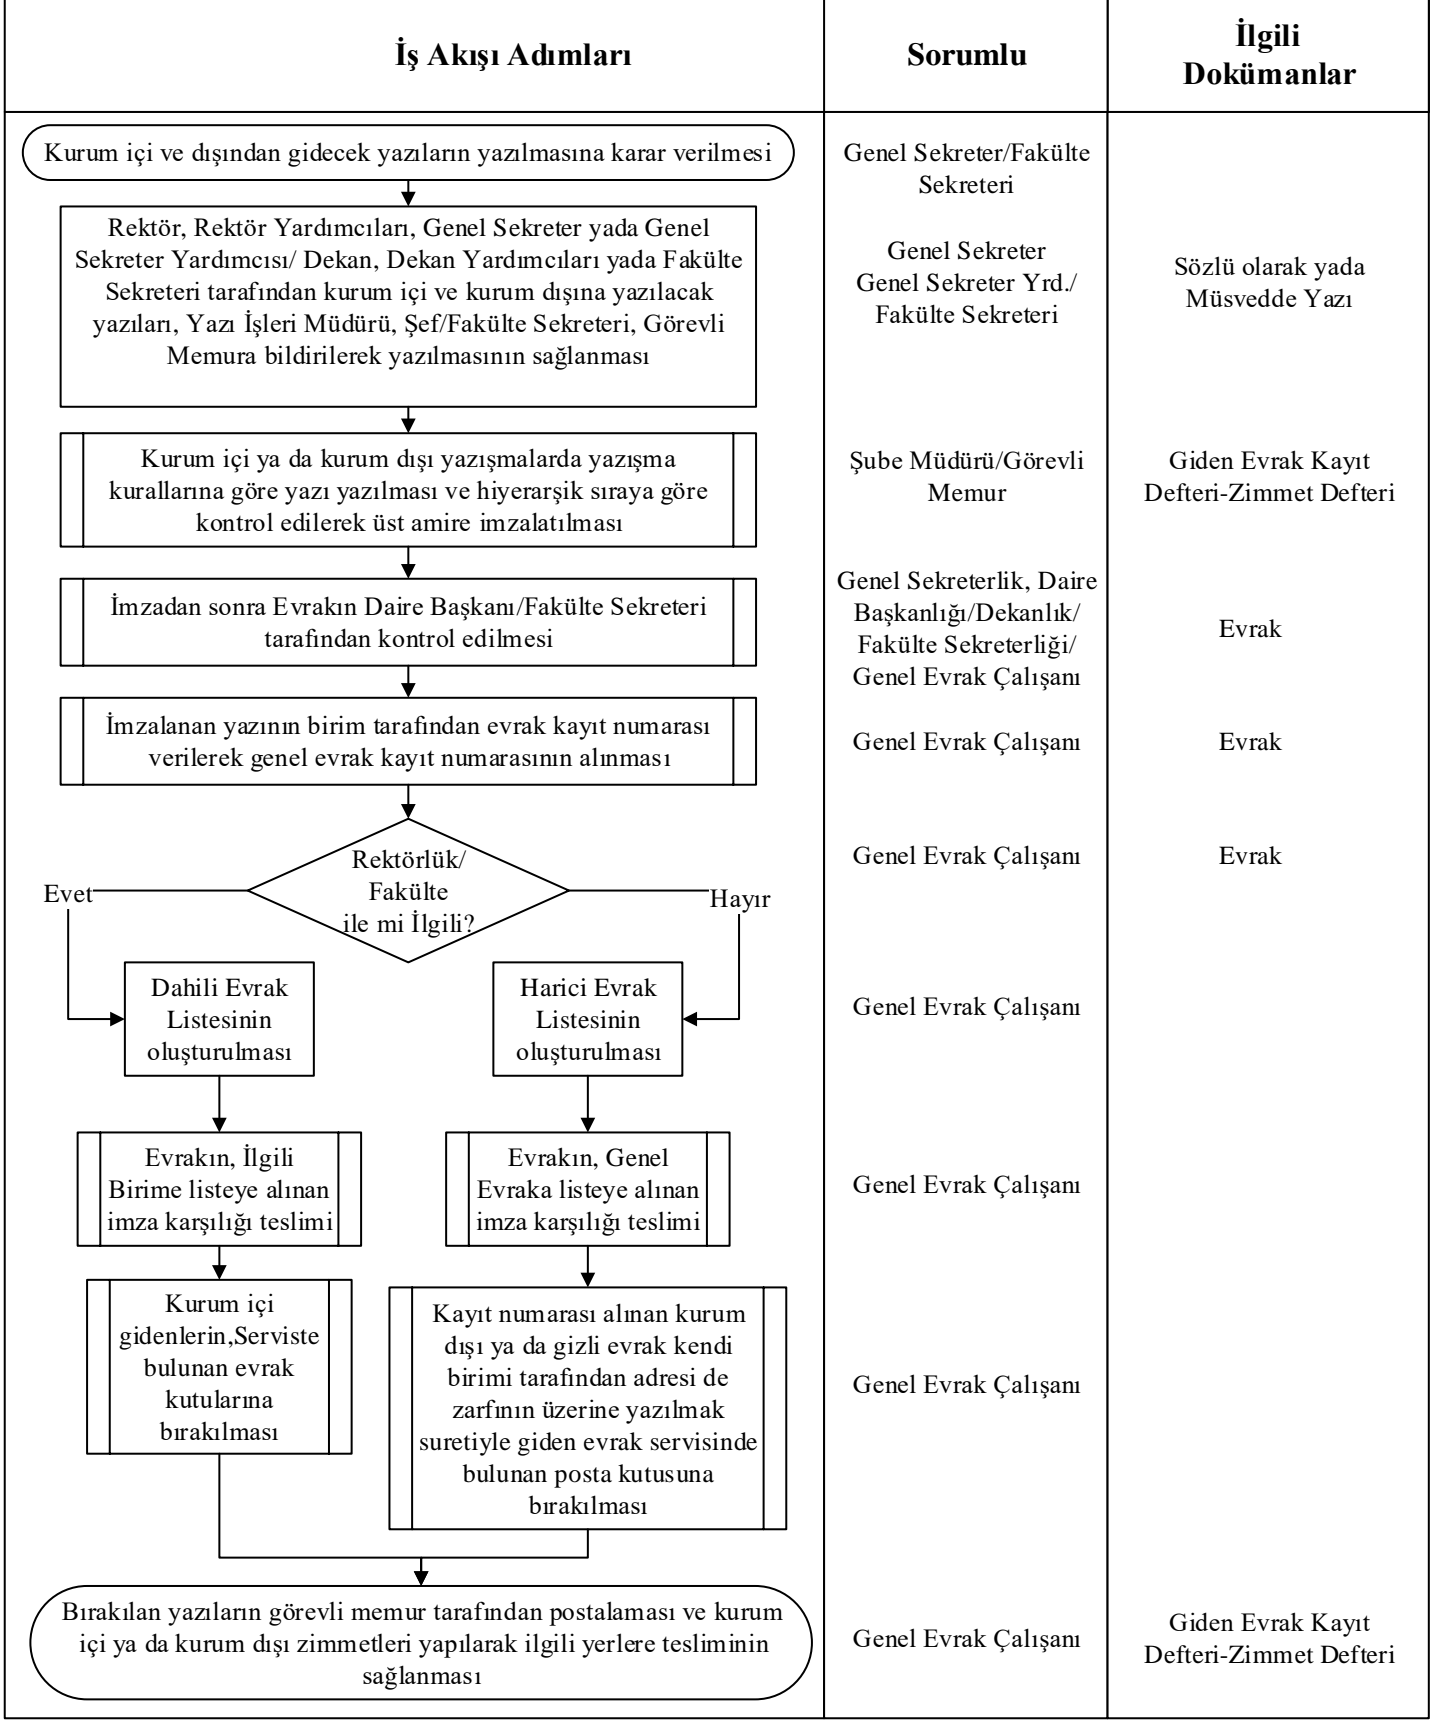 İş Akışı Adımları
Sorumlu
İlgili
Dokümanlar
Kurum içi ve dışından gidecek yazıların yazılmasına karar verilmesi
Genel Sekreter/Fakülte
Sekreteri
Rektör, Rektör Yardımcıları, Genel Sekreter yada Genel
Sekreter Yardımcısı/ Dekan, Dekan Yardımcıları yada Fakülte
Sekreteri tarafından kurum içi ve kurum dışına yazılacak
yazıları, Yazı İşleri Müdürü, Şef/Fakülte Sekreteri, Görevli
Memura bildirilerek yazılmasının sağlanması
Genel Sekreter
Genel Sekreter Yrd./
Fakülte Sekreteri
Sözlü olarak yada
Müsvedde Yazı
Kurum içi ya da kurum dışı yazışmalarda yazışma
kurallarına göre yazı yazılması ve hiyerarşik sıraya göre
kontrol edilerek üst amire imzalatılması
Şube Müdürü/Görevli
Memur
Giden Evrak Kayıt
Defteri-Zimmet Defteri
İmzadan sonra Evrakın Daire Başkanı/Fakülte Sekreteri
tarafından kontrol edilmesi
Genel Sekreterlik, Daire
Başkanlığı/Dekanlık/
Fakülte Sekreterliği/
Genel Evrak Çalışanı
Evrak
İmzalanan yazının birim tarafından evrak kayıt numarası
verilerek genel evrak kayıt numarasının alınması
Genel Evrak Çalışanı
Evrak
Rektörlük/
Fakülte
ile mi İlgili?
Genel Evrak Çalışanı
Evrak
Evet
Hayır
Dahili Evrak
Listesinin
oluşturulması
Harici Evrak
Listesinin
oluşturulması
Genel Evrak Çalışanı
Evrakın, İlgili
Birime listeye alınan
imza karşılığı teslimi
Evrakın, Genel
Evraka listeye alınan
imza karşılığı teslimi
Genel Evrak Çalışanı
Kurum içi
gidenlerin,Serviste
bulunan evrak
kutularına
bırakılması
Kayıt numarası alınan kurum
dışı ya da gizli evrak kendi
birimi tarafından adresi de
zarfının üzerine yazılmak
suretiyle giden evrak servisinde
bulunan posta kutusuna
bırakılması
Genel Evrak Çalışanı
Bırakılan yazıların görevli memur tarafından postalaması ve kurum
içi ya da kurum dışı zimmetleri yapılarak ilgili yerlere tesliminin
sağlanması
Genel Evrak Çalışanı
Giden Evrak Kayıt
Defteri-Zimmet Defteri